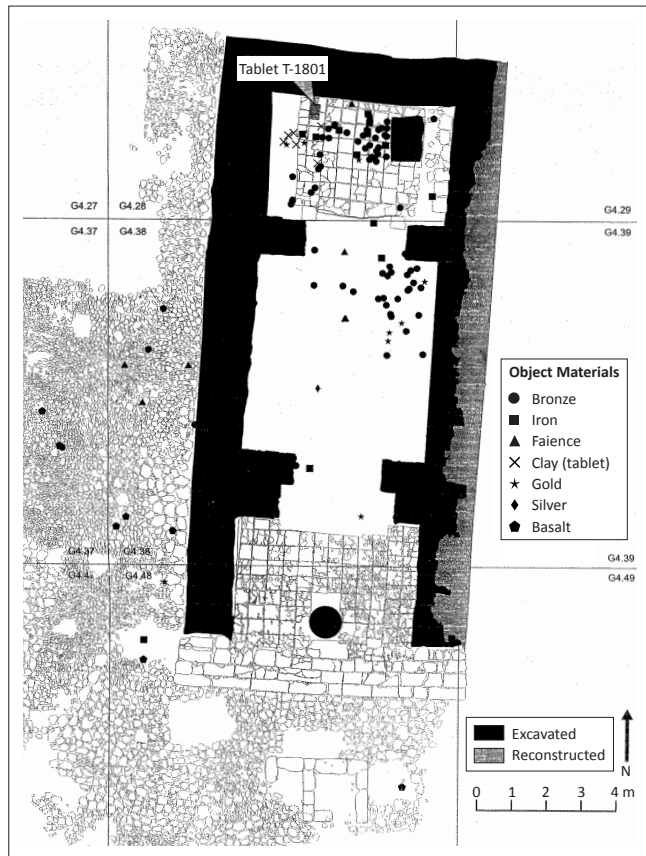 Tablet T-1801
G4.27 G4.28 G4.29
G4.37 G4.38 G4.39
Object Materials
Bronze
Iron
Faience
Clay (tablet)
Gold
Silver
Basalt
G4.37 G4.38 G4.39
G4.48 G4.49
Excavated
Reconstructed
N
0 1 2 3 4 m